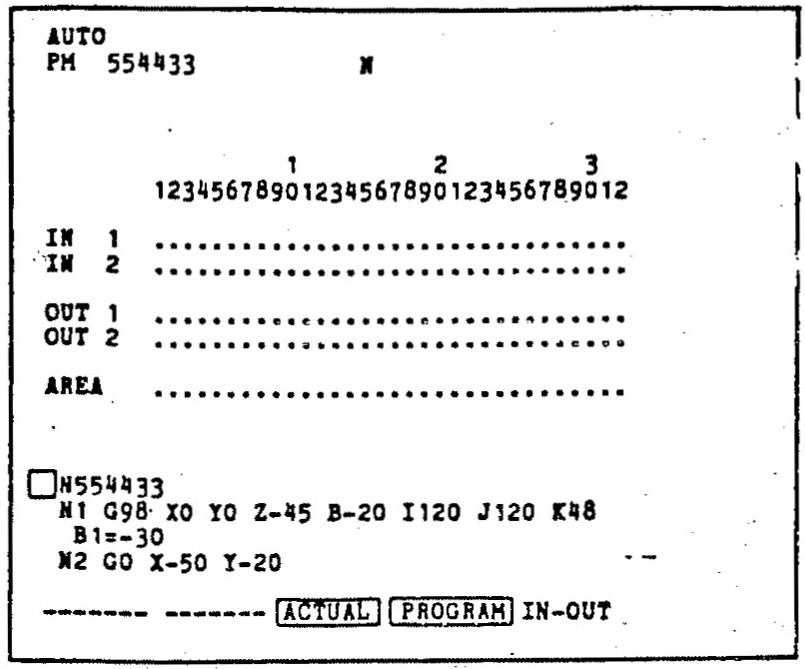 AUTO
PM 554433 N
1 2 3
12345678901234567890123456789012
IN 1 ................................
IN 2 ................................
OUT 1 ................................
OUT 2 ................................
AREA ................................
N554433
N1 G98 X0 Y0 Z-45 B-20 I120 J120 K48
B1=-30
N2 G0 X-50 Y-20
------- ------- ACTUAL PROGRAM IN-OUT